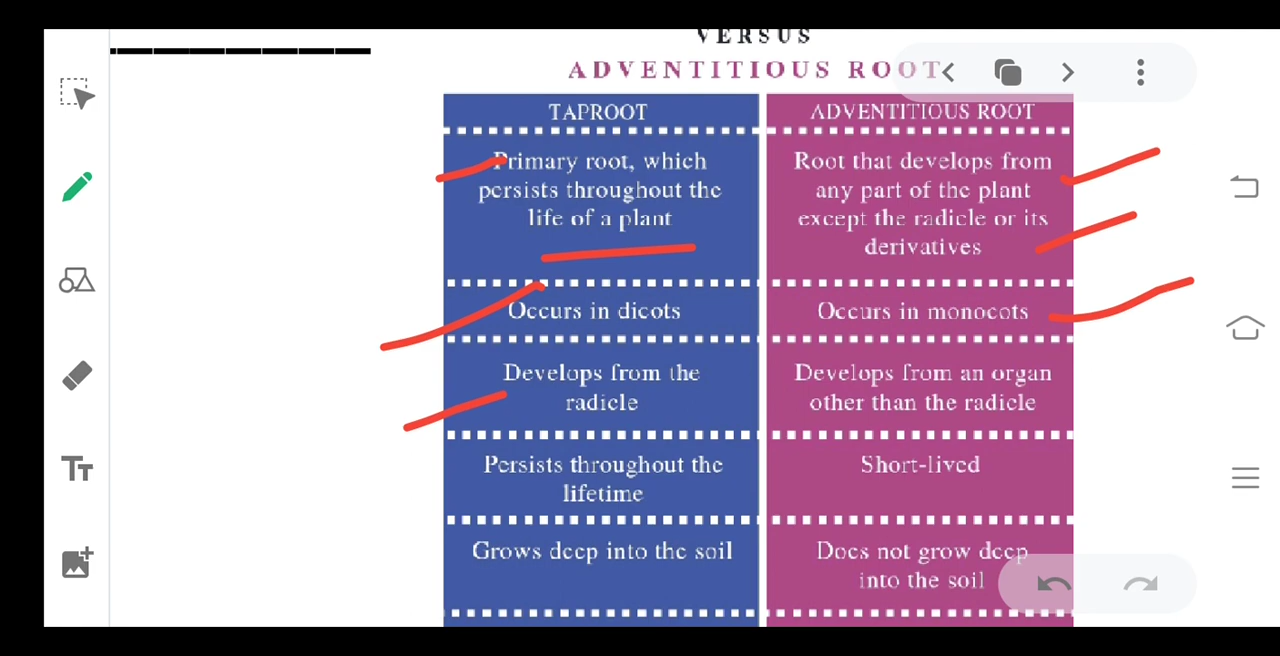 VERSUS
ADVENTITIOUS ROOT
TAPROOT
Primary root, which
persists throughout the
life of a plant
Occurs in dicots
Develops from the
radicle
Persists throughout the
lifetime
Grows deep into the soil
ADVENTITIOUS ROOT
Root that develops from
any part of the plant
except the radicle or its
derivatives
Occurs in monocots
Develops from an organ
other than the radicle
Short-lived
Does not grow deep
into the soil
TT